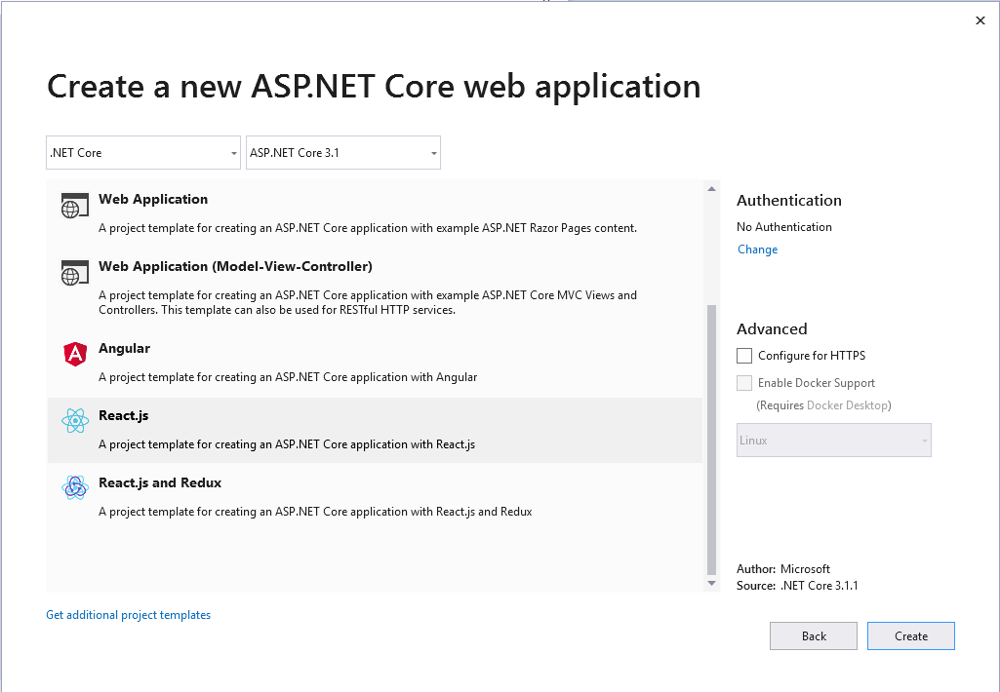 Create a new ASP.NET Core web application
.NET Core
ASP.NET Core 3.1
Web Application
A project template for creating an ASP.NET Core application with example ASP.NET Razor Pages content.
Web Application (Model-View-Controller)
A project template for creating an ASP.NET Core application with example ASP.NET Core MVC Views and
Controllers. This template can also be used for RESTful HTTP services.
Angular
A project template for creating an ASP.NET Core application with Angular
React.js
A project template for creating an ASP.NET Core application with React.js
React.js and Redux
A project template for creating an ASP.NET Core application with React.js and Redux
Get additional project templates
Authentication
No Authentication
Change
Advanced
Configure for HTTPS
Enable Docker Support
(Requires Docker Desktop)
Linux
Author: Microsoft
Source: .NET Core 3.1.1
Back
Create